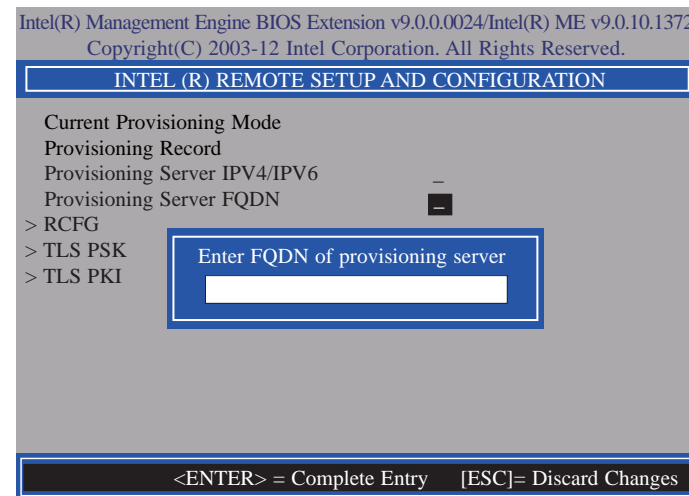 Intel(R) Management Engine BIOS Extension v9.0.0.0024/Intel(R) ME v9.0.10.1372
Copyright(C) 2003-12 Intel Corporation. All Rights Reserved.
INTEL (R) REMOTE SETUP AND CONFIGURATION
Current Provisioning Mode
Provisioning Record
Provisioning Server IPV4/IPV6 _
Provisioning Server FQDN _
> RCFG
> TLS PSK
> TLS PKI
Enter FQDN of provisioning server
<ENTER> = Complete Entry [ESC]= Discard Changes